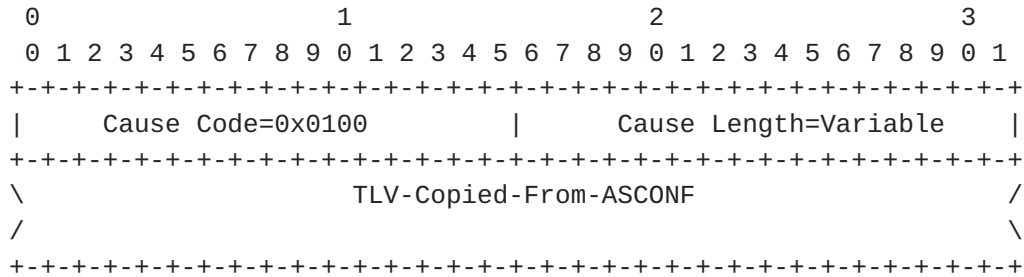 0                   1                   2                   3
 0 1 2 3 4 5 6 7 8 9 0 1 2 3 4 5 6 7 8 9 0 1 2 3 4 5 6 7 8 9 0 1
+-+-+-+-+-+-+-+-+-+-+-+-+-+-+-+-+-+-+-+-+-+-+-+-+-+-+-+-+-+-+-+-+
|     Cause Code=0x0100         |      Cause Length=Variable    |
+-+-+-+-+-+-+-+-+-+-+-+-+-+-+-+-+-+-+-+-+-+-+-+-+-+-+-+-+-+-+-+-+
\                     TLV-Copied-From-ASCONF                    /
/                                                               \
+-+-+-+-+-+-+-+-+-+-+-+-+-+-+-+-+-+-+-+-+-+-+-+-+-+-+-+-+-+-+-+-+